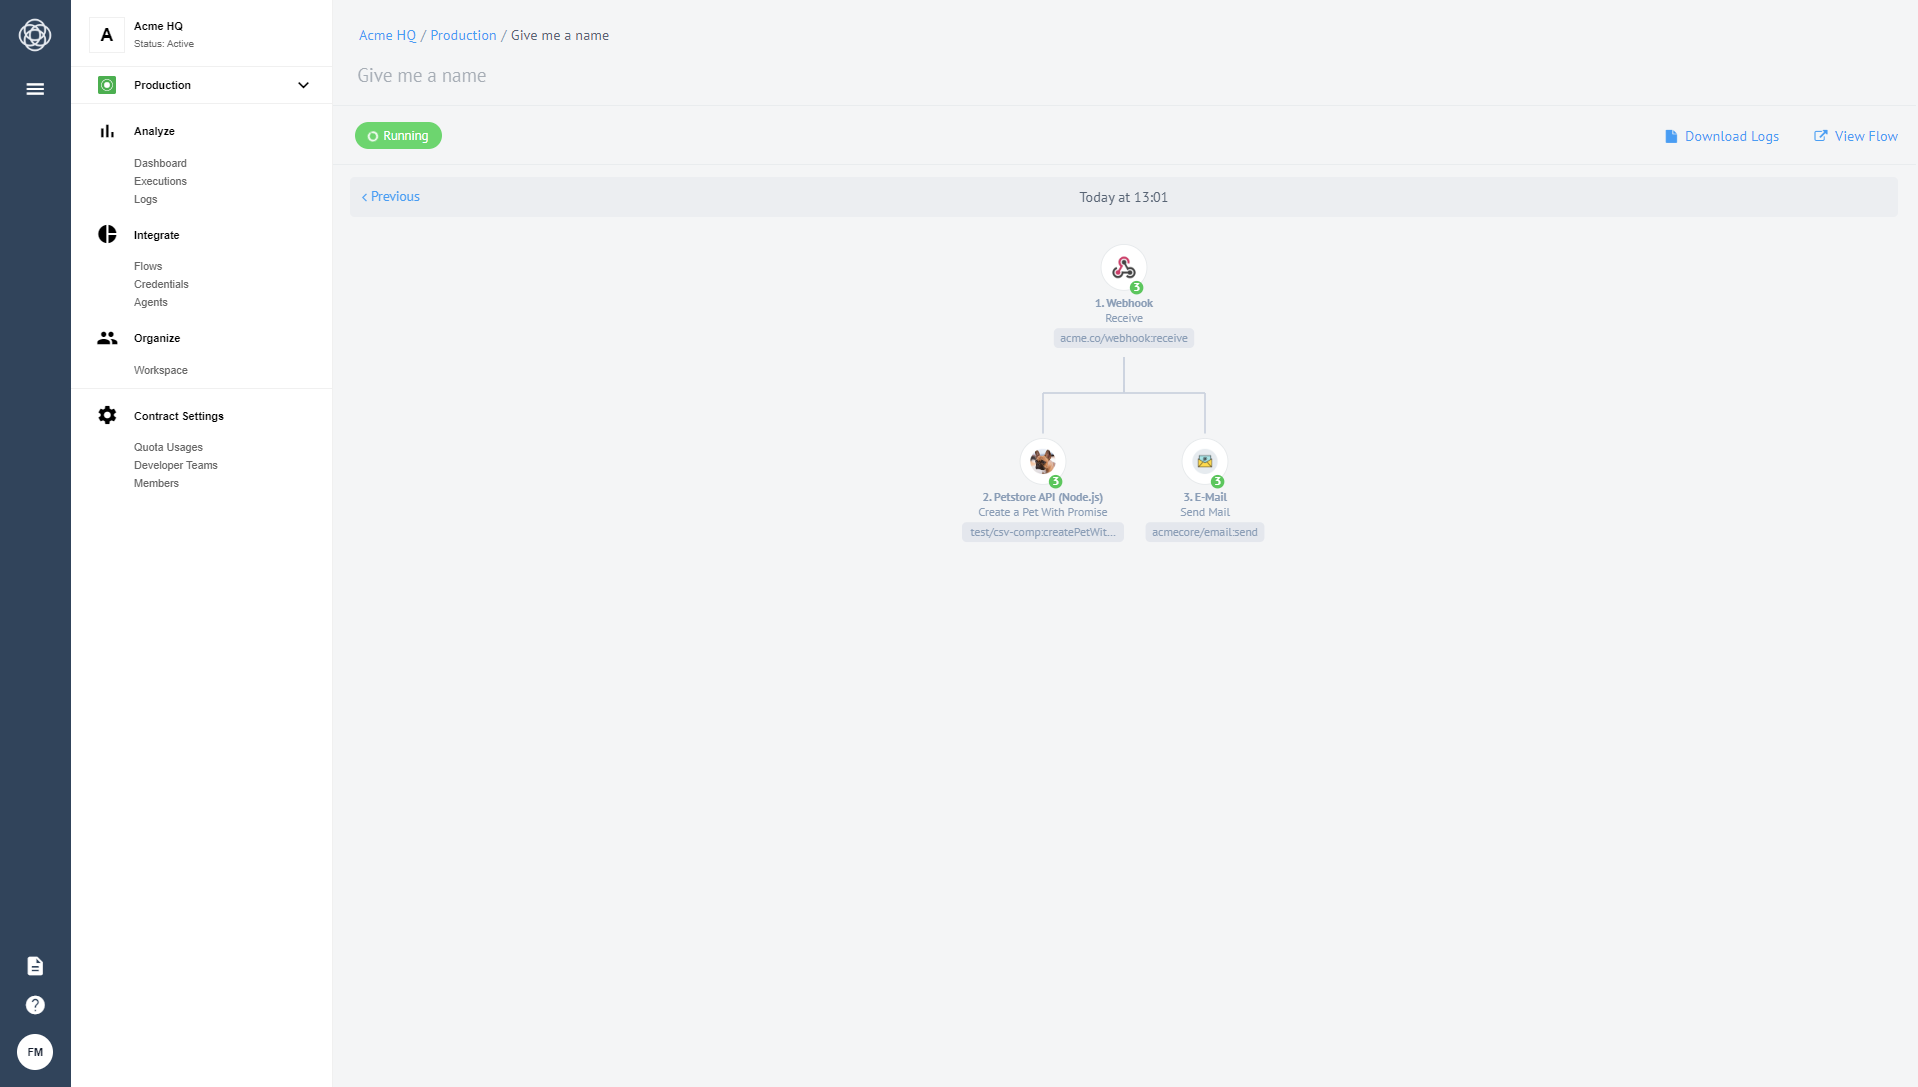 A
Acme HQ
Status: Active
Production
Analyze
Dashboard
Executions
Logs
Integrate
Flows
Credentials
Agents
Organize
Workspace
Contract Settings
Quota Usages
Developer Teams
Members
?
FM
Acme HQ / Production / Give me a name
Give me a name
Running
Download Logs
View Flow
‹ Previous
Today at 13:01
3
1. Webhook
Receive
acme.co/webhook:receive
3
2. Petstore API (Node.js)
Create a Pet With Promise
test/csv-comp:createPetWit...
3
3. E-Mail
Send Mail
acmecore/email:send